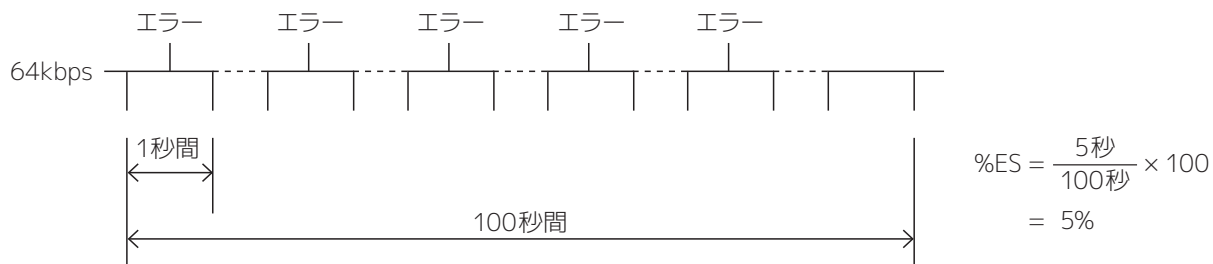 エラー エラー エラー エラー エラー
64kbps
1秒間
%ES = 5秒/100秒 × 100
= 5%
100秒間